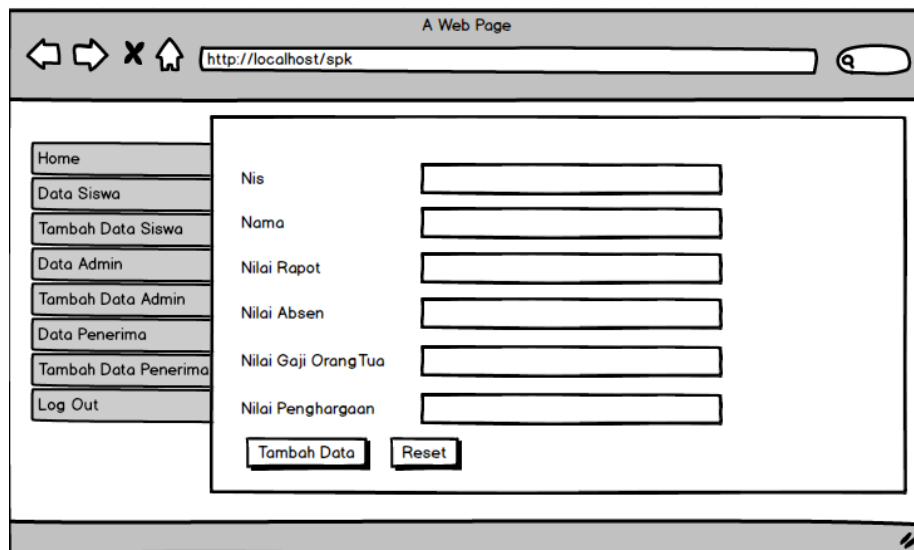 A Web Page
http://localhost/spk
Home
Data Siswa
Tambah Data Siswa
Data Admin
Tambah Data Admin
Data Penerima
Tambah Data Penerima
Log Out
Nis
Nama
Nilai Rapot
Nilai Absen
Nilai Gaji Orang Tua
Nilai Penghargaan
Tambah Data
Reset